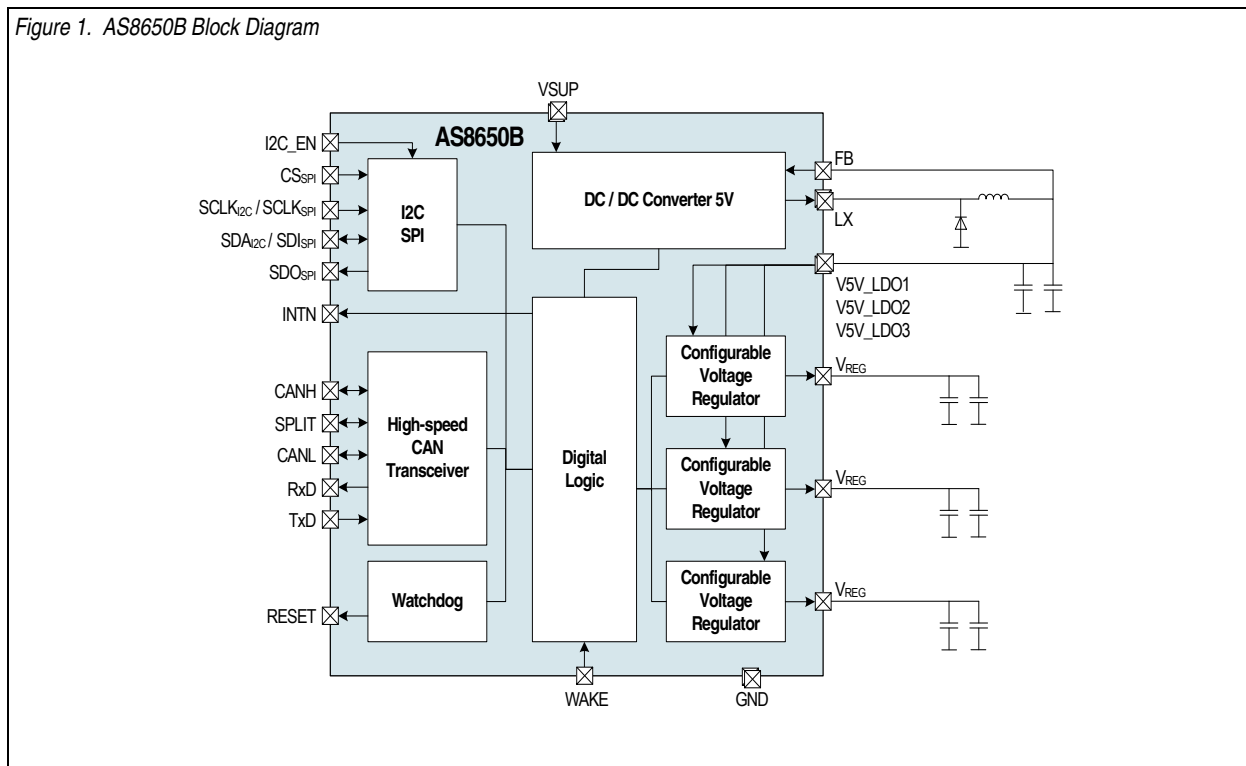 Figure 1. AS8650B Block Diagram
VSUP
AS8650B
I2C_EN
CSSPI
SCLKI2C / SCLKSPI
SDAI2C / SDISPI
SDOSPI
INTN
I2C
SPI
DC / DC Converter 5V
FB
LX
V5V_LDO1
V5V_LDO2
V5V_LDO3
CANH
SPLIT
CANL
RxD
TxD
High-speed
CAN
Transceiver
Digital
Logic
Configurable
Voltage
Regulator
VREG
Configurable
Voltage
Regulator
VREG
Configurable
Voltage
Regulator
VREG
Watchdog
RESET
WAKE
GND